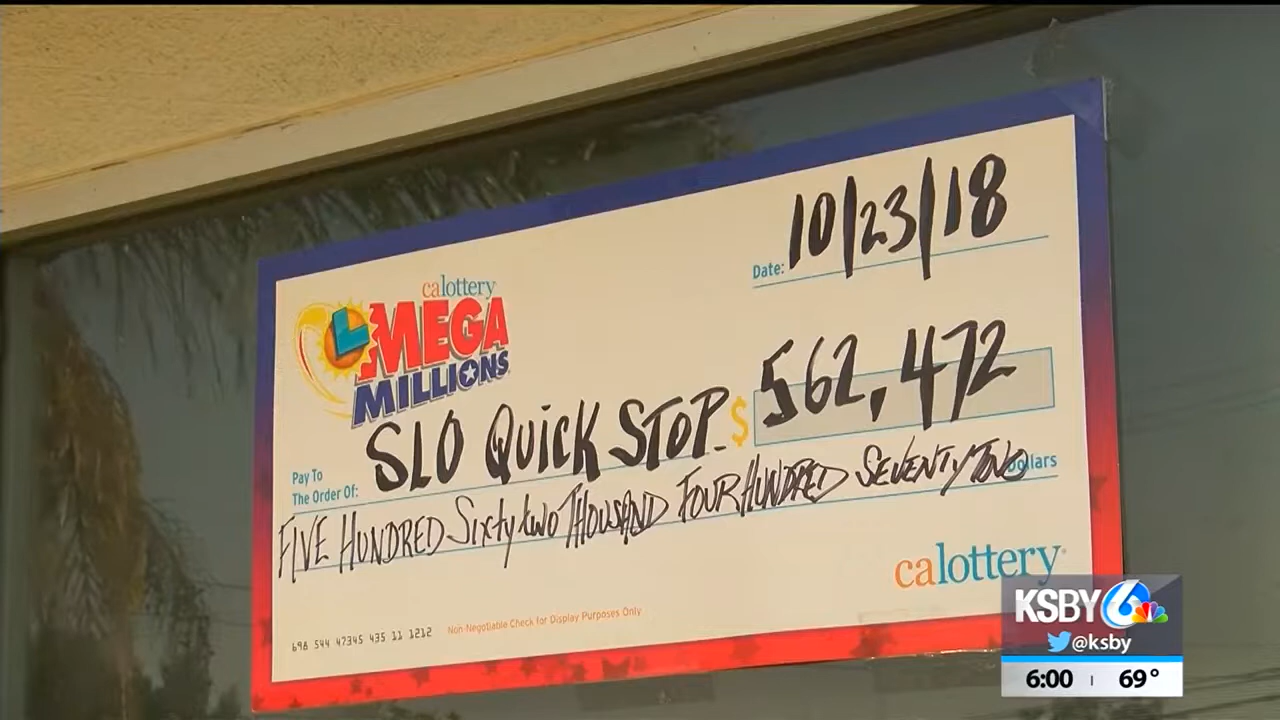 calottery
MEGA
MILLIONS
Date: 10/23/18
Pay To
The Order Of: SLO QUICK STOP $ 562,472
FIVE HUNDRED Sixty two THOUSAND FOUR HUNDRED SEVENTY TWO Dollars
calottery
698 544 47345 435 11 1212 Non-Negotiable Check for Display Purposes Only
KSBY 6
@ksby
6:00 69°